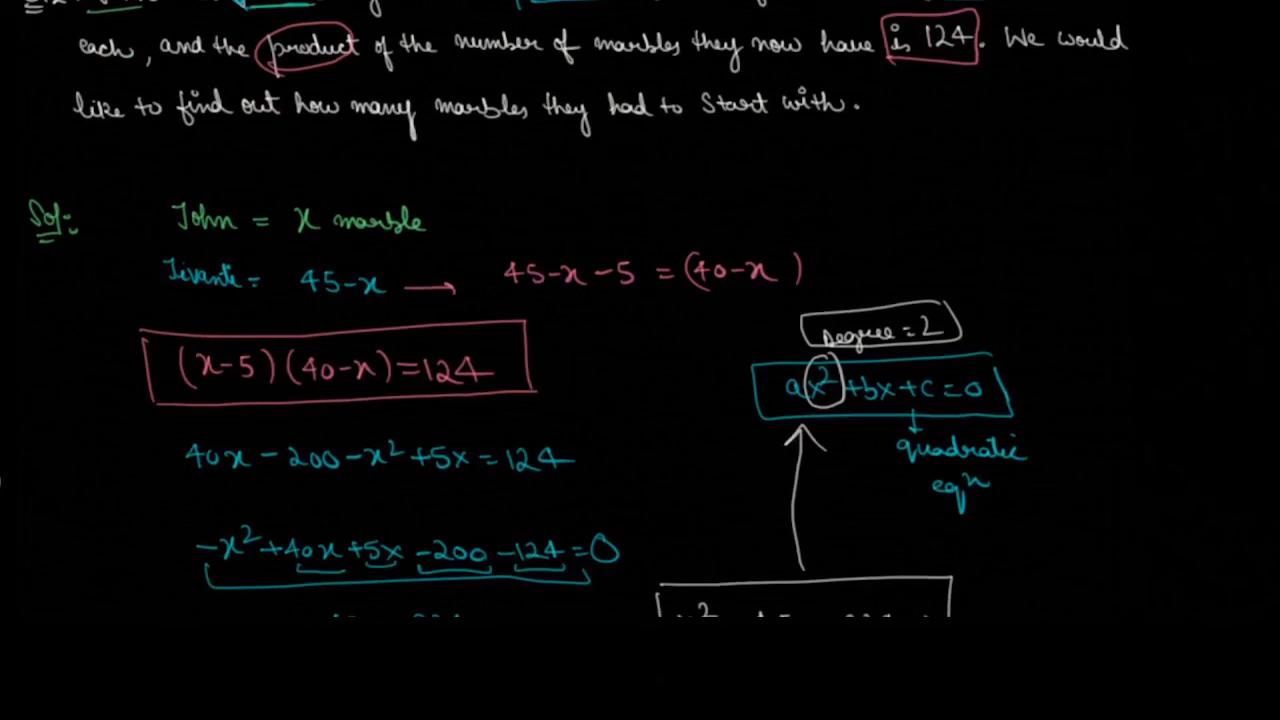 each, and the product of the number of marbles they now have is 124. We would
like to find out how many marbles they had to start with.
Sol:
John = x marble
Jivanti = 45-x → 45-x-5 = (40-x)
Degree = 2
(x-5)(40-x)=124
ax²+bx+c=0
40x-200-x²+5x=124
quadratic
eqn
-x²+40x+5x-200-124=0